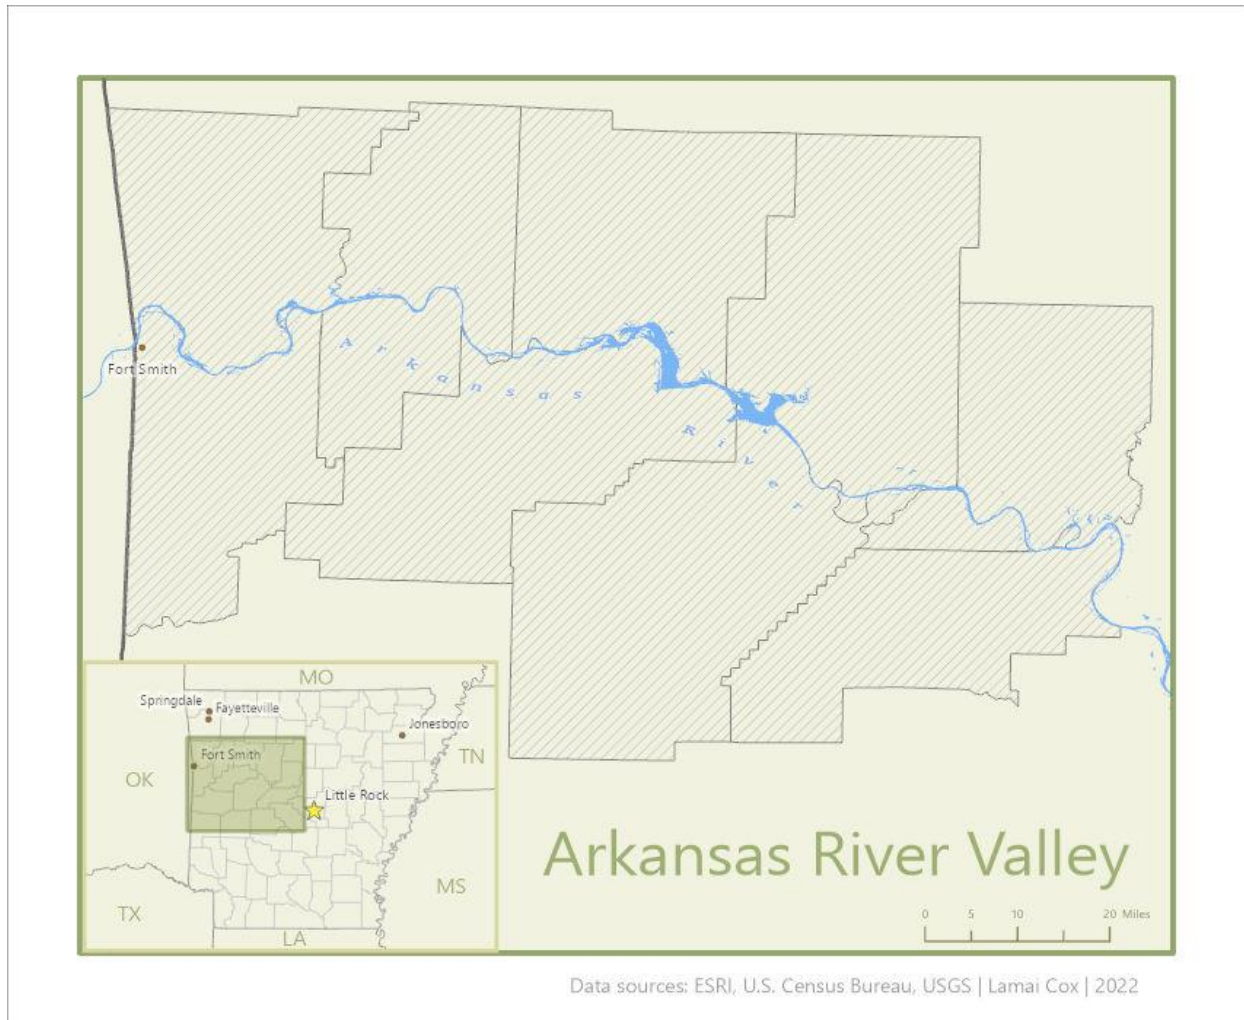 Fort Smith
Arkansas
River
MO
Springdale
Fayetteville
Jonesboro
TN
Fort Smith
OK
Little Rock
MS
TX
LA
Arkansas River Valley
0 5 10 20 Miles
Data sources: ESRI, U.S. Census Bureau, USGS | Lamai Cox | 2022